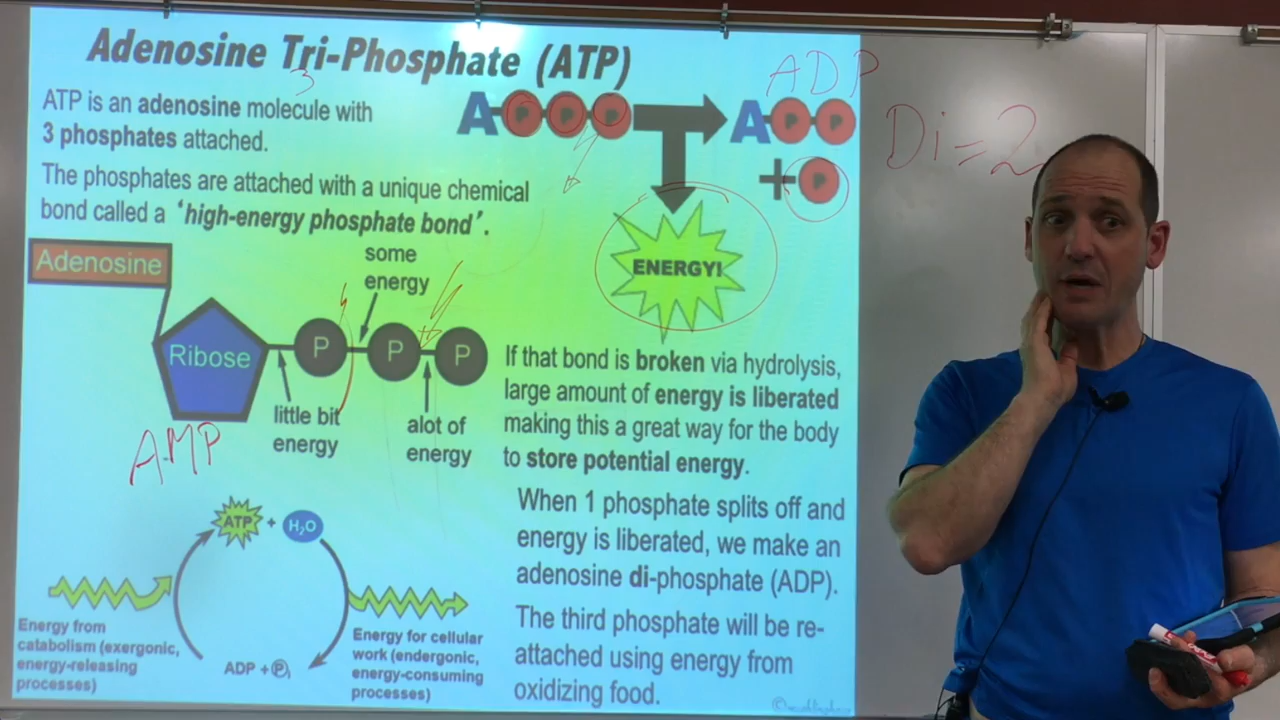 Adenosine Tri-Phosphate (ATP)
3
ATP is an adenosine molecule with
3 phosphates attached.
The phosphates are attached with a unique chemical
bond called a ‘high-energy phosphate bond’.
A P P P
ADP
A P P
+ P
Di=2
ENERGY!
Adenosine
Ribose
P P P
some
energy
little bit
energy
alot of
energy
AMP
If that bond is broken via hydrolysis,
large amount of energy is liberated
making this a great way for the body
to store potential energy.
When 1 phosphate splits off and
energy is liberated, we make an
adenosine di-phosphate (ADP).
The third phosphate will be re-
attached using energy from
oxidizing food.
ATP + H₂O
Energy from
catabolism (exergonic,
energy-releasing
processes)
ADP + Pi
Energy for cellular
work (endergonic,
energy-consuming
processes)